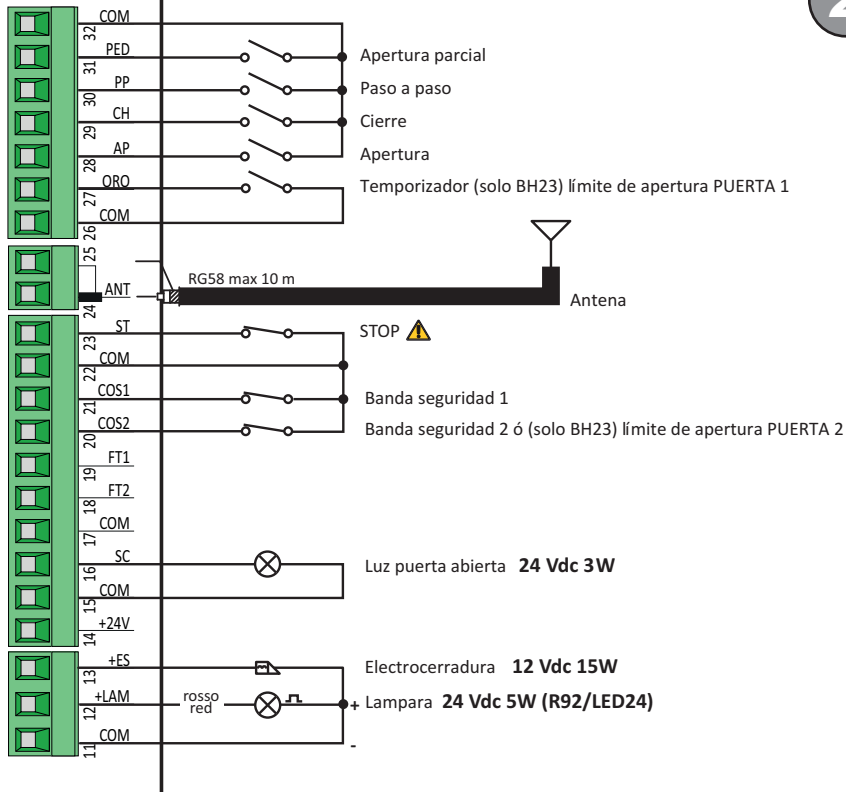 2
COM
32
PED
31
Apertura parcial
PP
30
Paso a paso
CH
29
Cierre
AP
28
Apertura
ORO
27
Temporizador (solo BH23) límite de apertura PUERTA 1
COM
26
25
RG58 max 10 m
ANT
24
Antena
ST
23
STOP
COM
22
COS1
21
Banda seguridad 1
COS2
20
Banda seguridad 2 ó (solo BH23) límite de apertura PUERTA 2
FT1
19
FT2
18
COM
17
SC
16
Luz puerta abierta 24 Vdc 3W
COM
15
+24V
14
+ES
13
Electrocerradura 12 Vdc 15W
+LAM
12
rosso
red
+ Lampara 24 Vdc 5W (R92/LED24)
COM
11
-